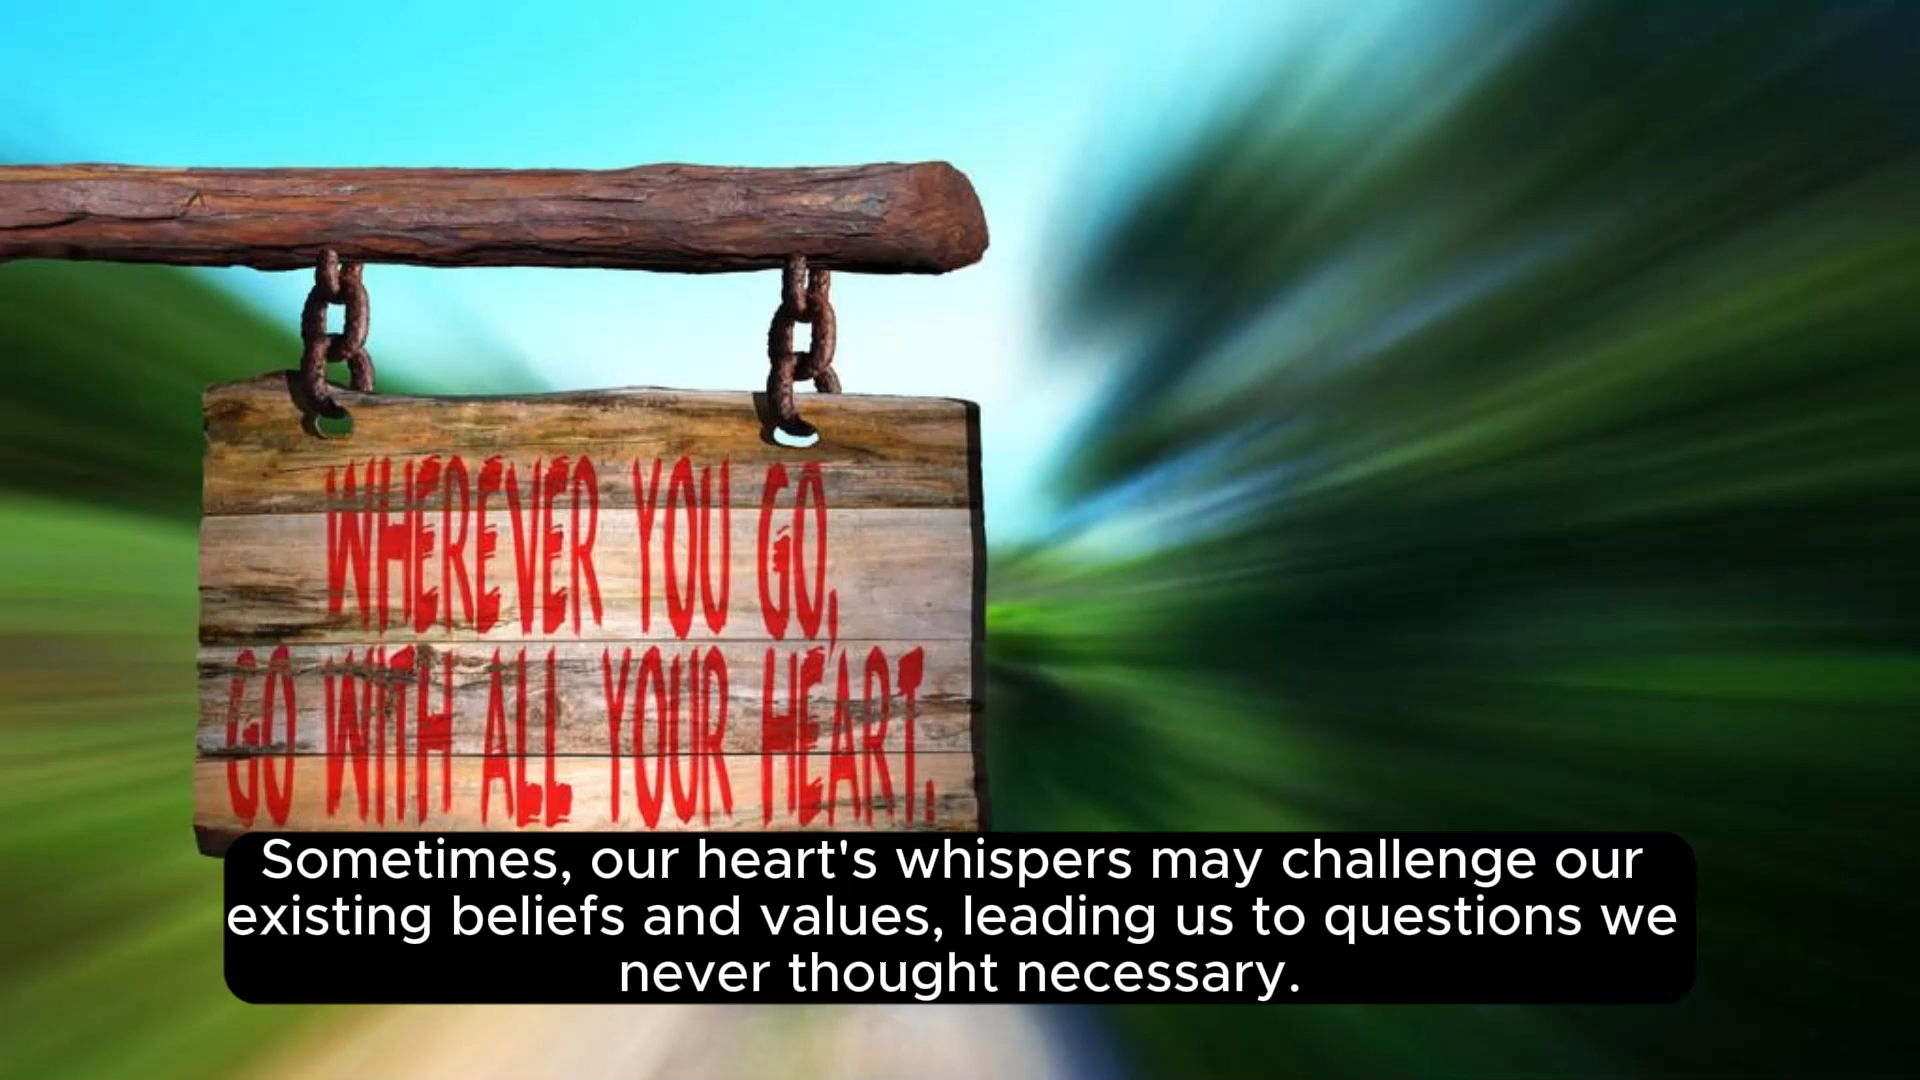 WHEREVER YOU GO,
GO WITH ALL YOUR HEART.
Sometimes, our heart's whispers may challenge our
existing beliefs and values, leading us to questions we
never thought necessary.